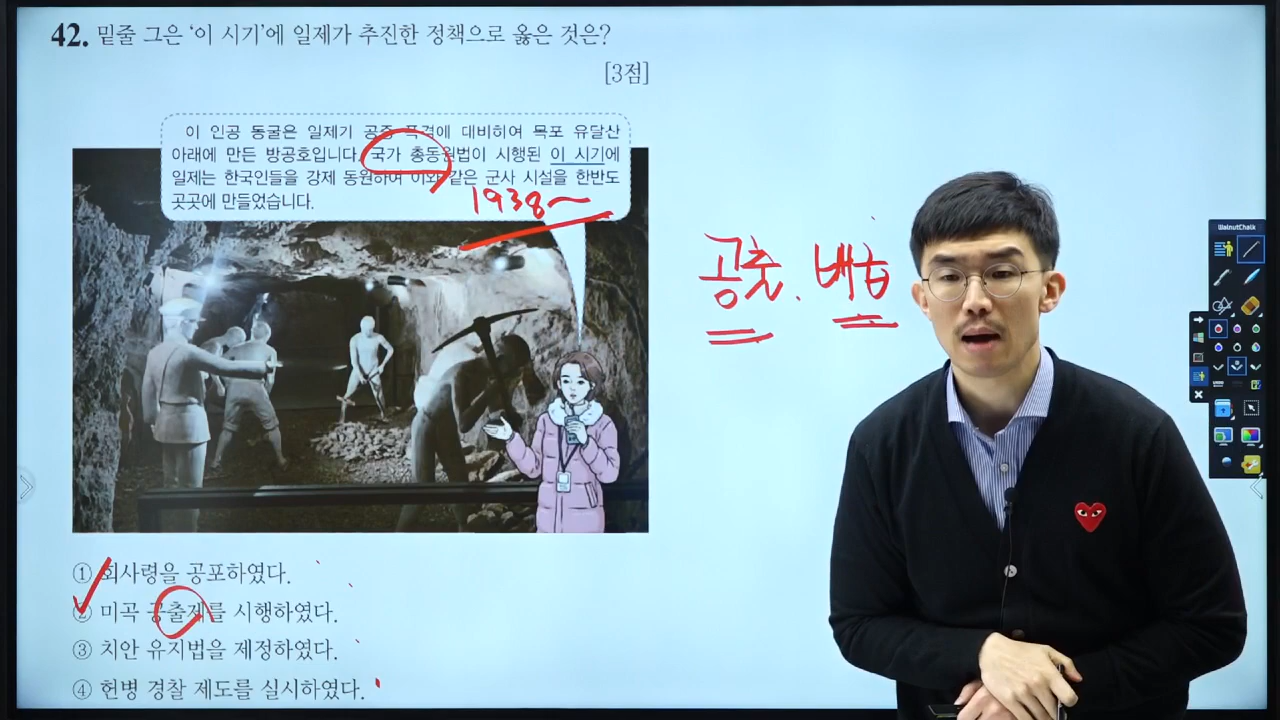 42. 밑줄 그은 ‘이 시기’에 일제가 추진한 정책으로 옳은 것은?
[3점]
이 인공 동굴은 일제가 공중 폭격에 대비하여 목포 유달산
아래에 만든 방공호입니다. 국가 총동원법이 시행된 이 시기에
일제는 한국인들을 강제 동원하여 이와 같은 군사 시설을 한반도
곳곳에 만들었습니다.
1938~
공출, 배급
① 회사령을 공포하였다.
② 미곡 공출제를 시행하였다.
③ 치안 유지법을 제정하였다.
④ 헌병 경찰 제도를 실시하였다.
WalnutChalk